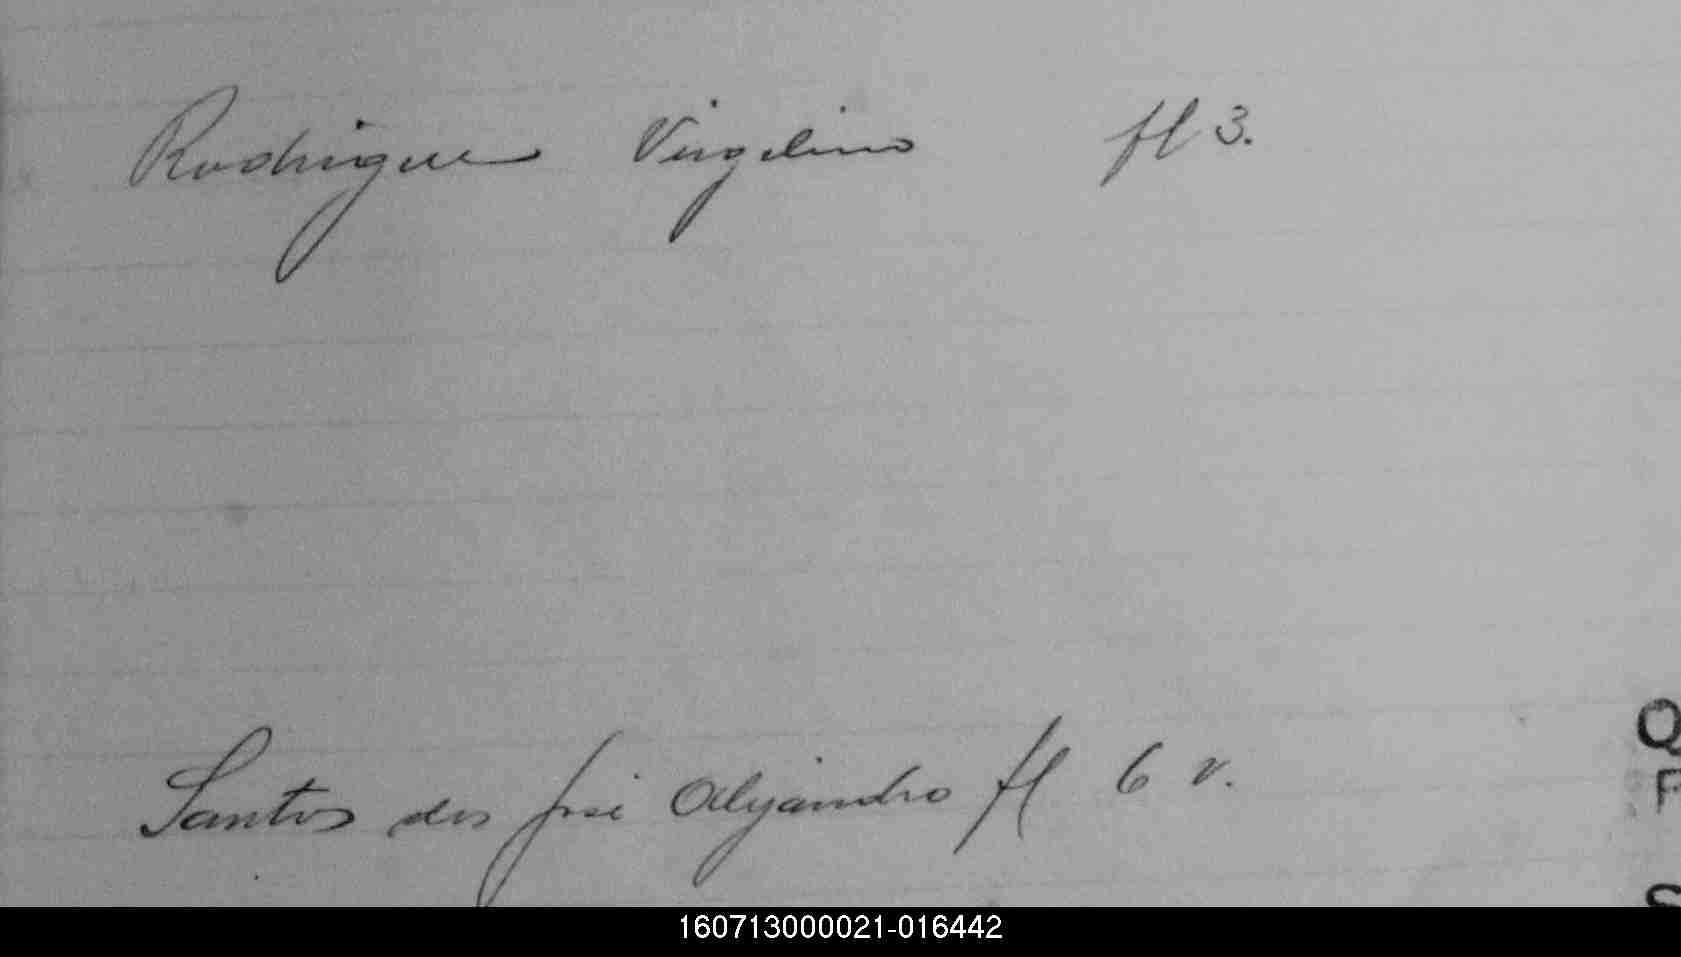 Rodrigues Virgilino fl 3.
Q
F
Santos dos José Alejandro fl 6 v.
S
160713000021-016442